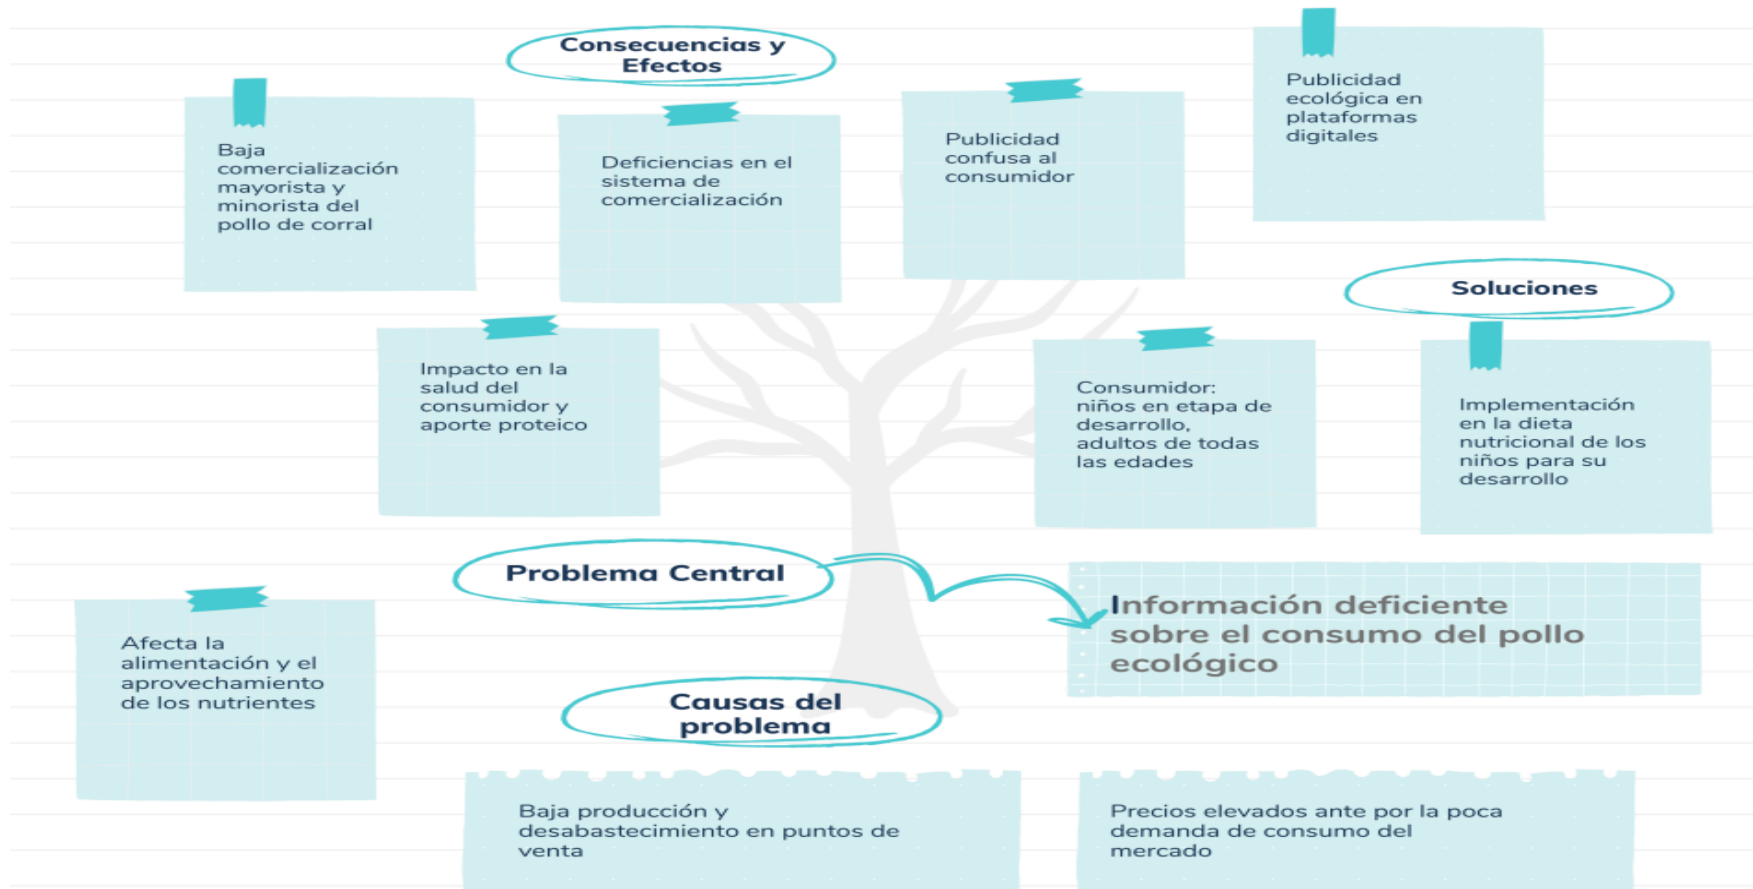 Consecuencias y
Efectos
Baja
comercialización
mayorista y
minorista del
pollo de corral
Deficiencias en el
sistema de
comercialización
Publicidad
confusa al
consumidor
Publicidad
ecológica en
plataformas
digitales
Soluciones
Impacto en la
salud del
consumidor y
aporte proteico
Consumidor:
niños en etapa de
desarrollo,
adultos de todas
las edades
Implementación
en la dieta
nutricional de los
niños para su
desarrollo
Problema Central
Información deficiente
sobre el consumo del pollo
ecológico
Afecta la
alimentación y el
aprovechamiento
de los nutrientes
Causas del
problema
Baja producción y
desabastecimiento en puntos de
venta
Precios elevados ante por la poca
demanda de consumo del
mercado